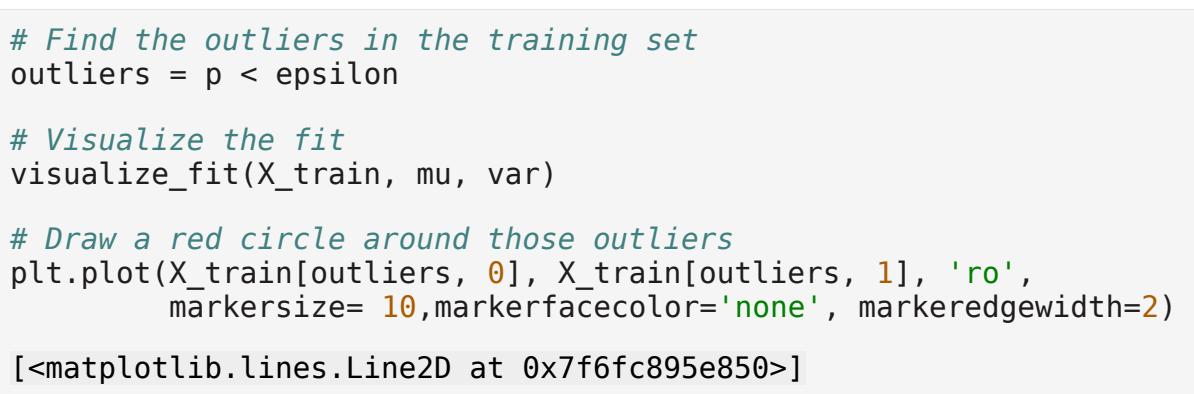 # Find the outliers in the training set
outliers = p < epsilon
# Visualize the fit
visualize_fit(X_train, mu, var)
# Draw a red circle around those outliers
plt.plot(X_train[outliers, 0], X_train[outliers, 1], 'ro',
         markersize= 10,markerfacecolor='none', markeredgewidth=2)
[<matplotlib.lines.Line2D at 0x7f6fc895e850>]